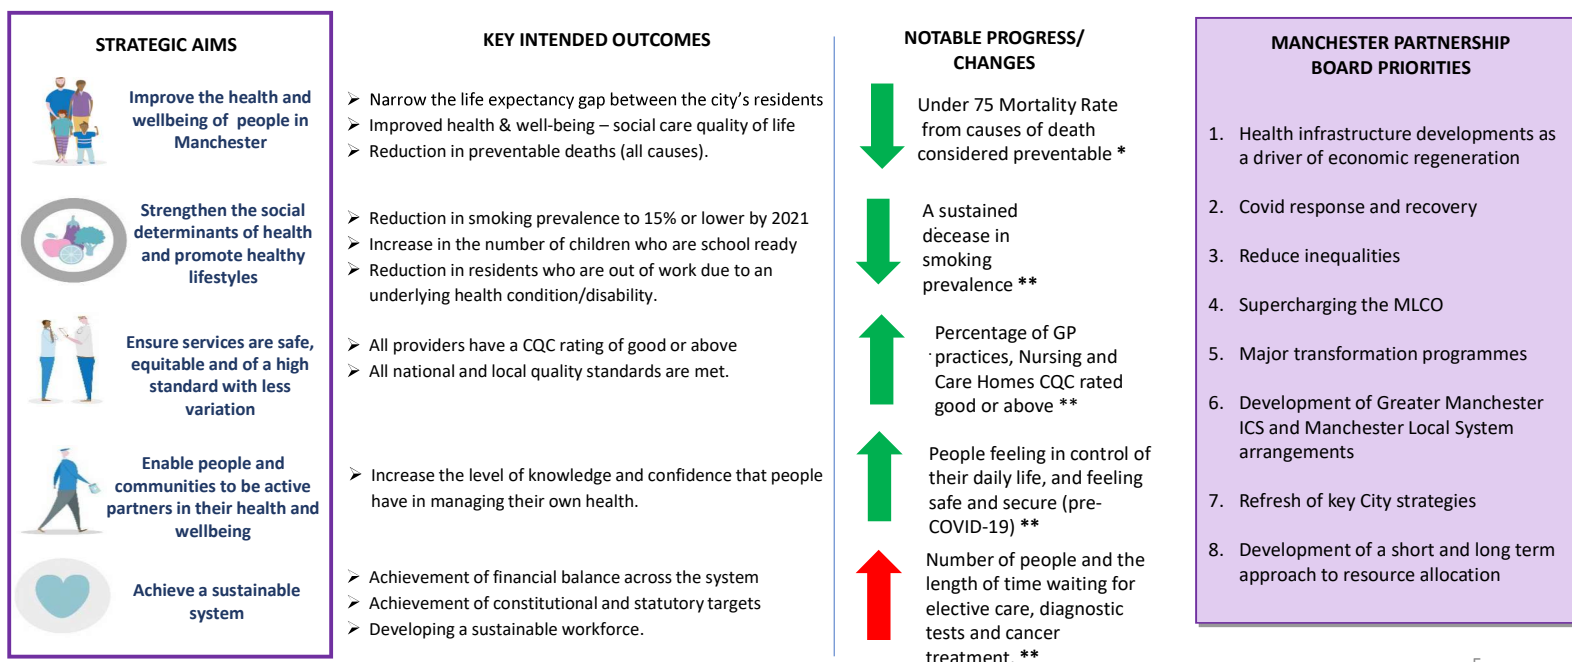 STRATEGIC AIMS
Improve the health and
wellbeing of people in
Manchester
Strengthen the social
determinants of health
and promote healthy
lifestyles
Ensure services are safe,
equitable and of a high
standard with less
variation
Enable people and
communities to be active
partners in their health and
wellbeing
Achieve a sustainable
system
KEY INTENDED OUTCOMES
➢ Narrow the life expectancy gap between the city's residents
➢ Improved health & well-being – social care quality of life
➢ Reduction in preventable deaths (all causes).
➢ Reduction in smoking prevalence to 15% or lower by 2021
➢ Increase in the number of children who are school ready
➢ Reduction in residents who are out of work due to an
underlying health condition/disability.
➢ All providers have a CQC rating of good or above
➢ All national and local quality standards are met.
➢ Increase the level of knowledge and confidence that people
have in managing their own health.
➢ Achievement of financial balance across the system
➢ Achievement of constitutional and statutory targets
➢ Developing a sustainable workforce.
NOTABLE PROGRESS/
CHANGES
Under 75 Mortality Rate
from causes of death
considered preventable *
A sustained
decease in
smoking
prevalence **
Percentage of GP
practices, Nursing and
Care Homes CQC rated
good or above **
People feeling in control of
their daily life, and feeling
safe and secure (pre-
COVID-19) **
Number of people and the
length of time waiting for
elective care, diagnostic
tests and cancer
treatment. **
MANCHESTER PARTNERSHIP
BOARD PRIORITIES
1. Health infrastructure developments as
a driver of economic regeneration
2. Covid response and recovery
3. Reduce inequalities
4. Supercharging the MLCO
5. Major transformation programmes
6. Development of Greater Manchester
ICS and Manchester Local System
arrangements
7. Refresh of key City strategies
8. Development of a short and long term
approach to resource allocation